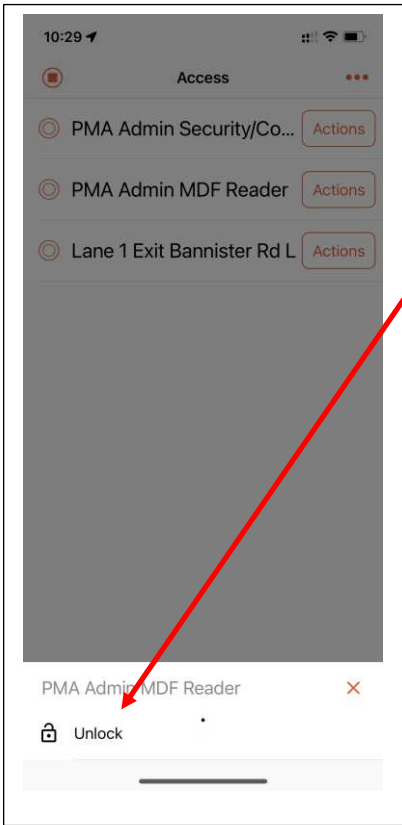 10:29
Access
PMA Admin Security/Co... Actions
PMA Admin MDF Reader Actions
Lane 1 Exit Bannister Rd L Actions
PMA Admin MDF Reader
Unlock